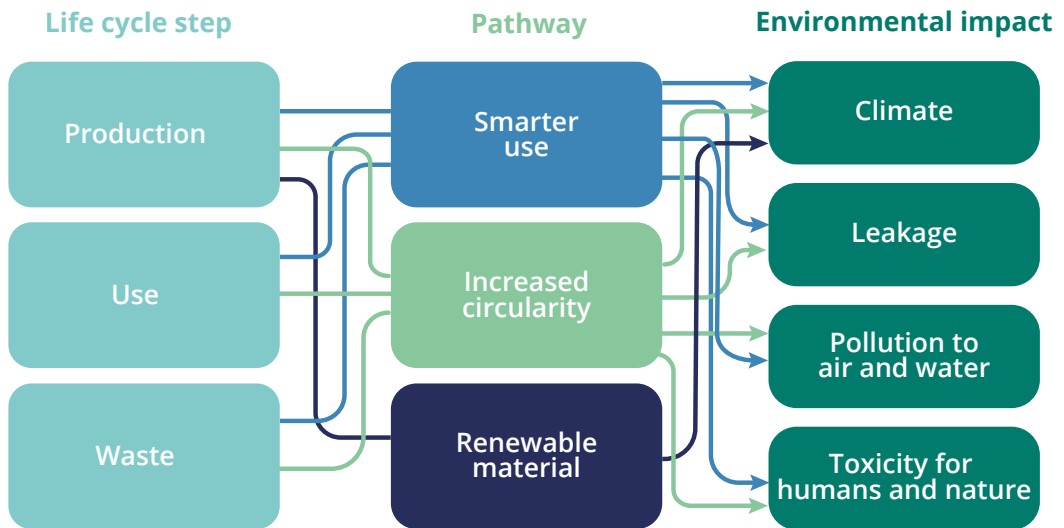 Life cycle step
Pathway
Environmental impact
Production
Use
Waste
Smarter
use
Increased
circularity
Renewable
material
Climate
Leakage
Pollution to
air and water
Toxicity for
humans and nature